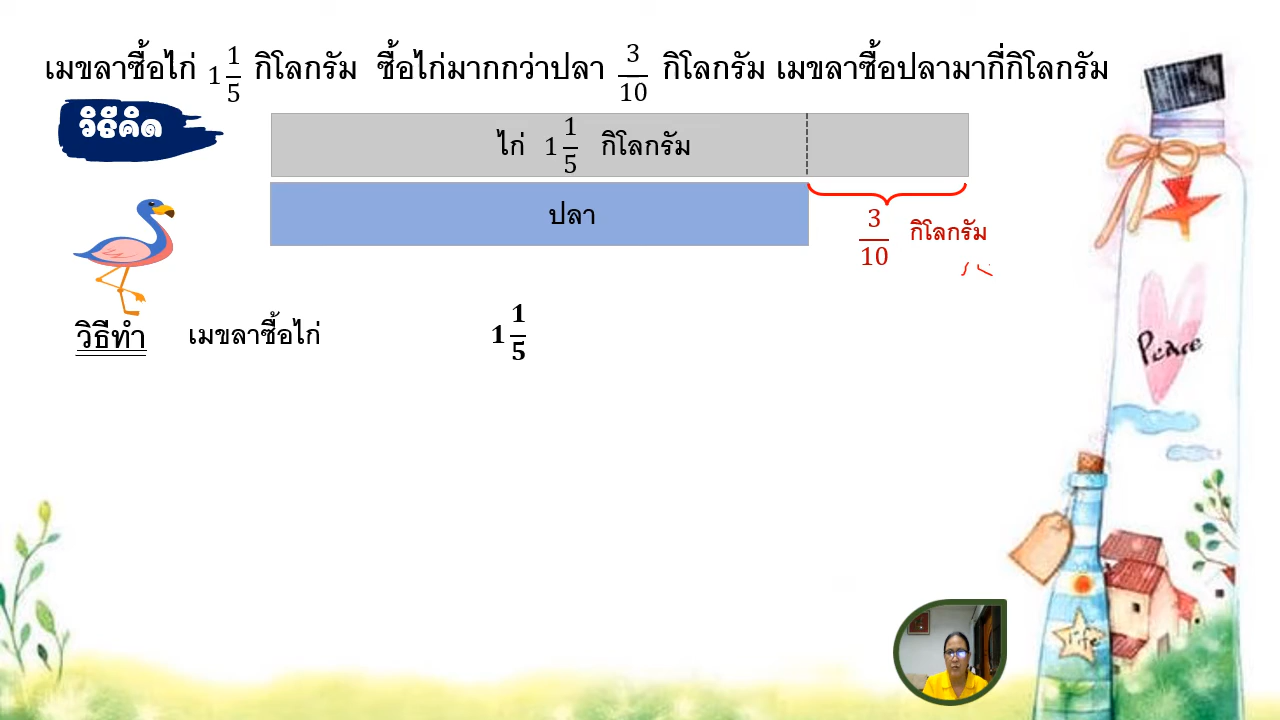 เมขลาซื้อไก่ 1 1/5 กิโลกรัม ซื้อไก่มากกว่าปลา 3/10 กิโลกรัม เมขลาซื้อปลามากี่กิโลกรัม
วิธีคิด
ไก่ 1 1/5 กิโลกรัม
ปลา
3/10 กิโลกรัม
วิธีทำ เมขลาซื้อไก่ 1 1/5
Peace
life